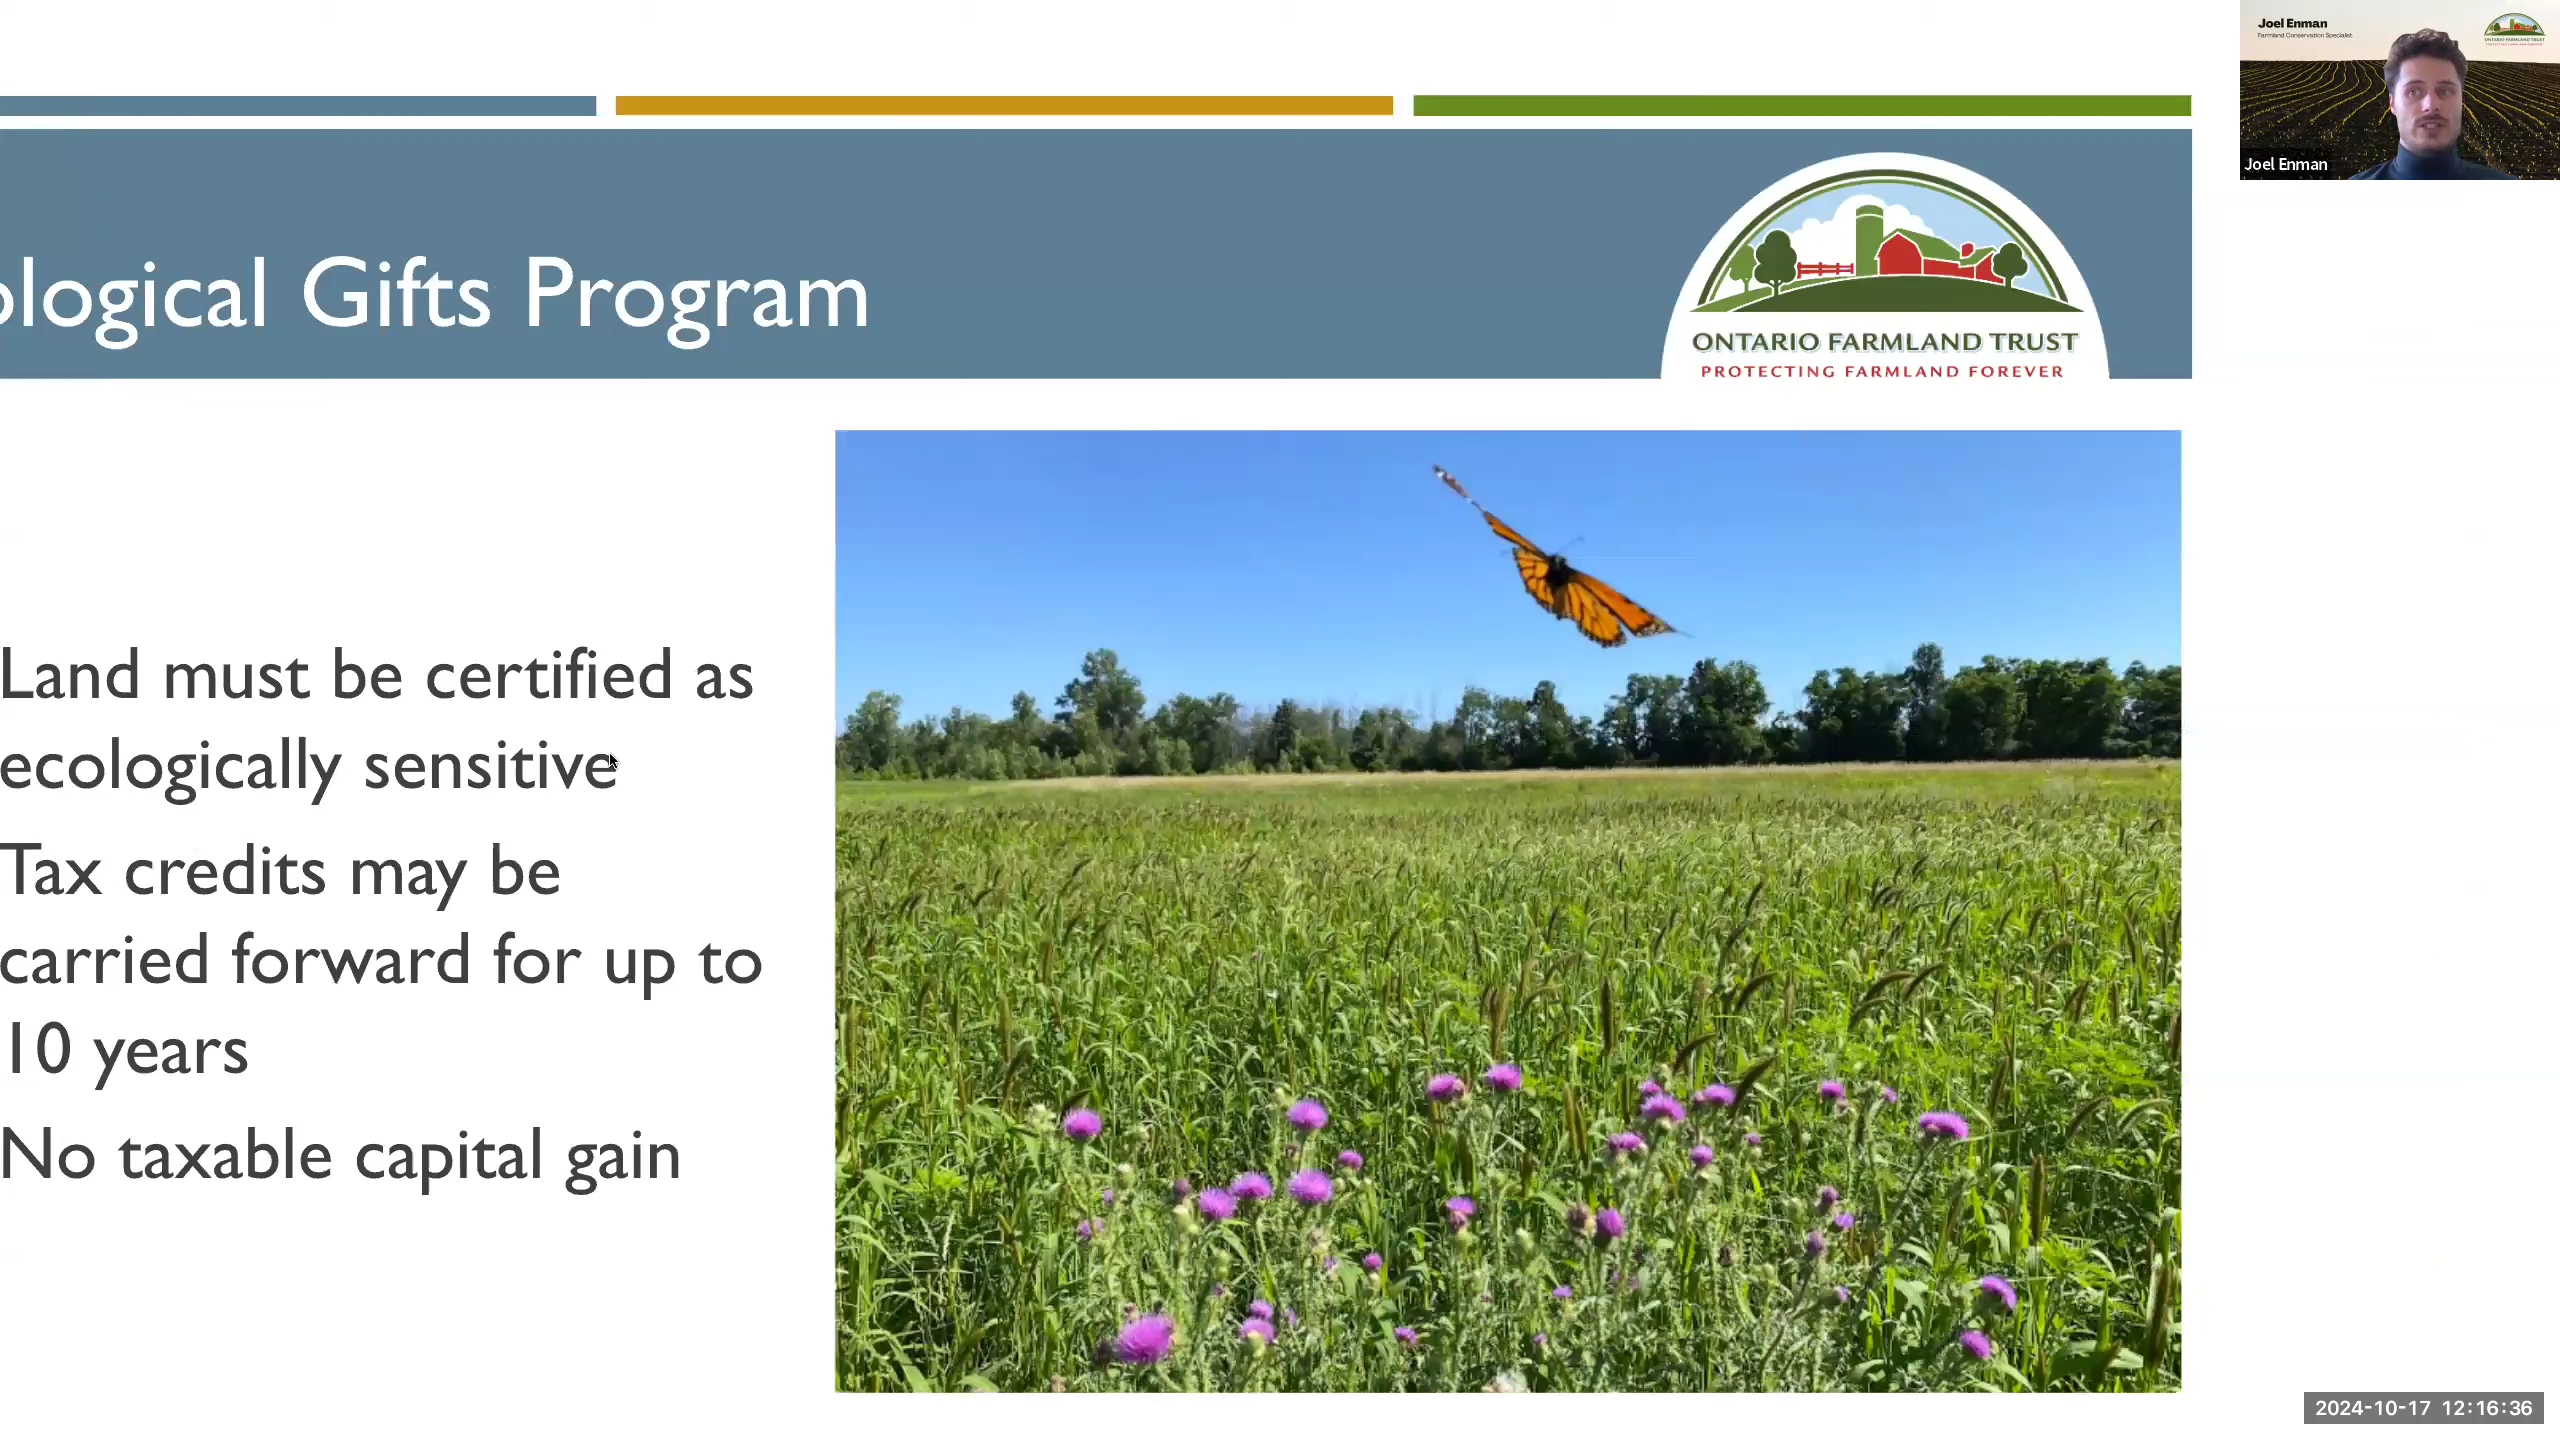 Joel Enman
Farmland Conservation Specialist
ological Gifts Program
ONTARIO FARMLAND TRUST
PROTECTING FARMLAND FOREVER
Joel Enman
Land must be certified as
ecologically sensitive
Tax credits may be
carried forward for up to
10 years
No taxable capital gain
2024-10-17 12:16:36